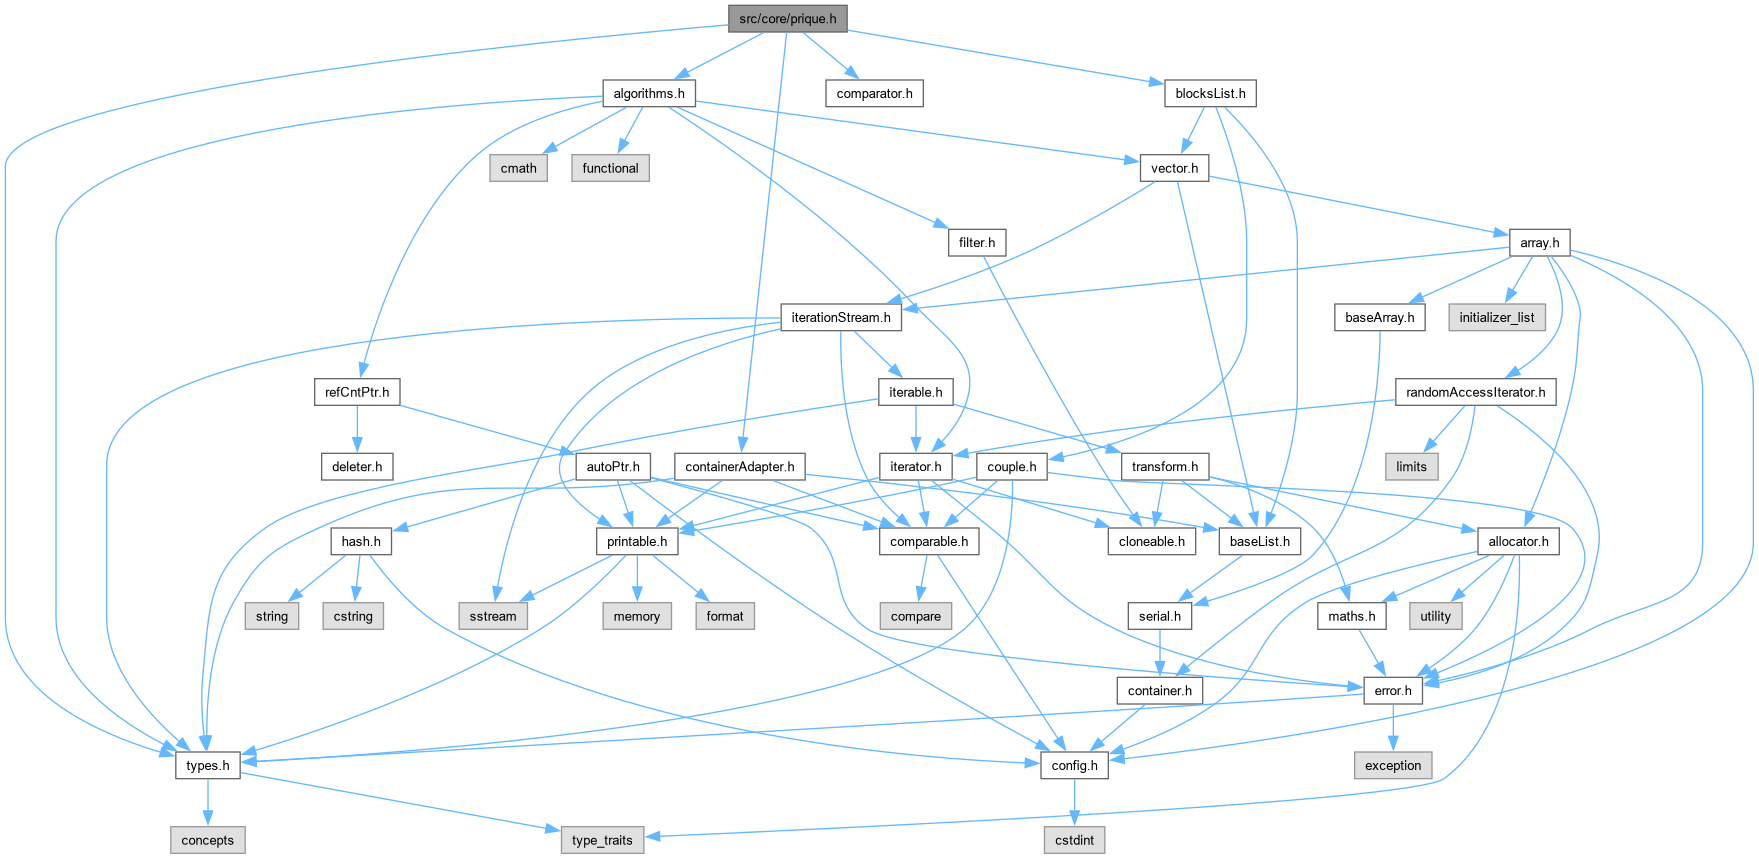 src/core/prique.h
algorithms.h
comparator.h
blocksList.h
cmath
functional
vector.h
filter.h
array.h
iterationStream.h
baseArray.h
initializer_list
refCntPtr.h
iterable.h
randomAccessIterator.h
deleter.h
autoPtr.h
containerAdapter.h
iterator.h
couple.h
transform.h
limits
hash.h
printable.h
comparable.h
cloneable.h
baseList.h
allocator.h
string
cstring
sstream
memory
format
compare
serial.h
maths.h
utility
container.h
error.h
types.h
config.h
exception
concepts
type_traits
cstdint